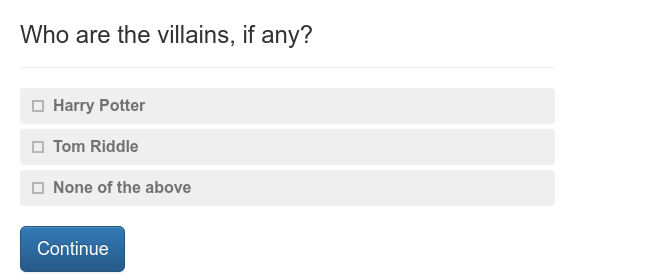 Who are the villains, if any?
Harry Potter
Tom Riddle
None of the above
Continue